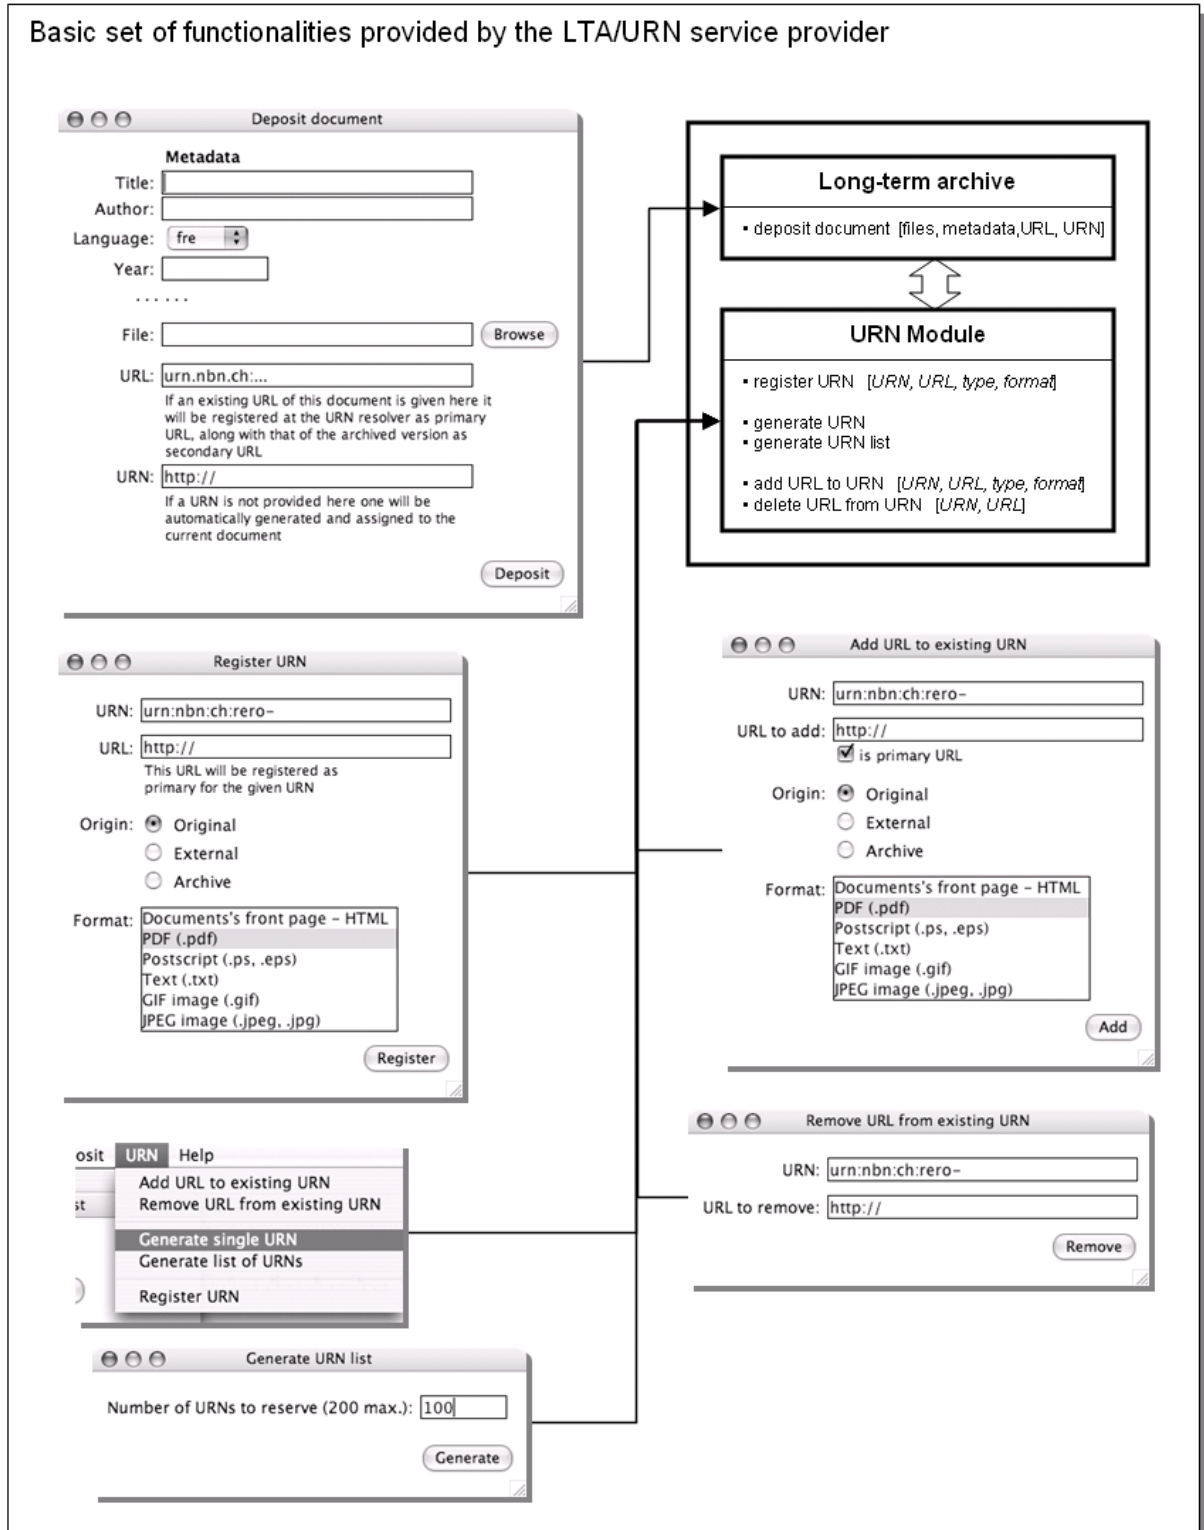 Basic set of functionalities provided by the LTA/URN service provider
Deposit document
Metadata
Title:
Author:
Language: fre
Year:
. . . . . .
File: Browse
URL: urn.nbn.ch:...
If an existing URL of this document is given here it
will be registered at the URN resolver as primary
URL, along with that of the archived version as
secondary URL
URN: http://
If a URN is not provided here one will be
automatically generated and assigned to the
current document
Deposit
Long-term archive
▪ deposit document [files, metadata,URL, URN]
URN Module
▪ register URN [URN, URL, type, format]
▪ generate URN
▪ generate URN list
▪ add URL to URN [URN, URL, type, format]
▪ delete URL from URN [URN, URL]
Register URN
URN: urn:nbn:ch:rero-
URL: http://
This URL will be registered as
primary for the given URN
Origin: Original
External
Archive
Format: Documents's front page - HTML
PDF (.pdf)
Postscript (.ps, .eps)
Text (.txt)
GIF image (.gif)
JPEG image (.jpeg, .jpg)
Register
Add URL to existing URN
URN: urn:nbn:ch:rero-
URL to add: http://
is primary URL
Origin: Original
External
Archive
Format: Documents's front page - HTML
PDF (.pdf)
Postscript (.ps, .eps)
Text (.txt)
GIF image (.gif)
JPEG image (.jpeg, .jpg)
Add
osit URN Help
st
Add URL to existing URN
Remove URL from existing URN
Generate single URN
Generate list of URNs
Register URN
Remove URL from existing URN
URN: urn:nbn:ch:rero-
URL to remove: http://
Remove
Generate URN list
Number of URNs to reserve (200 max.): 100
Generate